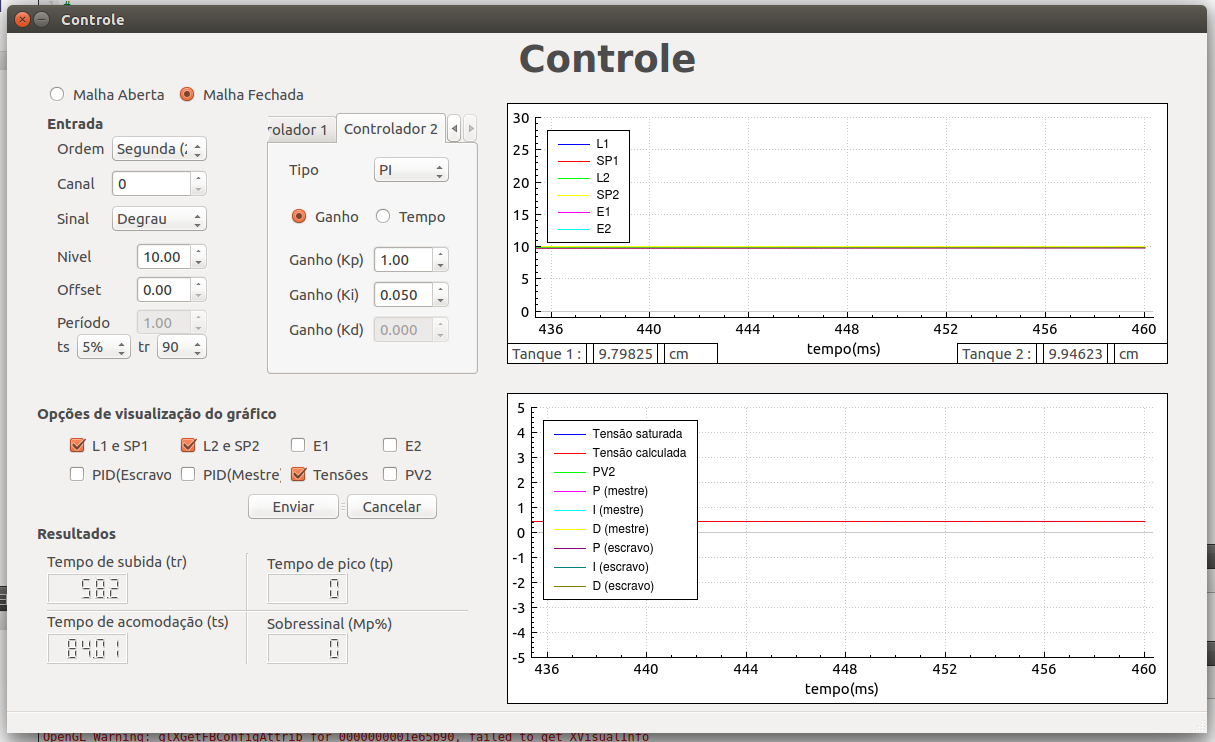 Controle
Controle
Malha Aberta Malha Fechada
Entrada
Ordem Segunda (2
Canal 0
Sinal Degrau
Nivel 10.00
Offset 0.00
Período 1.00
ts 5% tr 90
rolador 1 Controlador 2
Tipo PI
Ganho Tempo
Ganho (Kp) 1.00
Ganho (Ki) 0.050
Ganho (Kd) 0.000
Opções de visualização do gráfico
L1 e SP1 L2 e SP2 E1 E2
PID(Escravo PID(Mestre) Tensões PV2
Enviar Cancelar
Resultados
Tempo de subida (tr)
58.2
Tempo de pico (tp)
0
Tempo de acomodação (ts)
84.01
Sobressinal (Mp%)
0
30
25
20
15
10
5
0
L1
SP1
L2
SP2
E1
E2
436 440 444 448 452 456 460
tempo(ms)
Tanque 1 : 9.79825 cm
Tanque 2 : 9.94623 cm
5
4
3
2
1
0
-1
-2
-3
-4
-5
Tensão saturada
Tensão calculada
PV2
P (mestre)
I (mestre)
D (mestre)
P (escravo)
I (escravo)
D (escravo)
436 440 444 448 452 456 460
tempo(ms)
OpenGL Warning: glXGetFBConfigAttrib for 0000000001e65b90, failed to get XVisualInfo